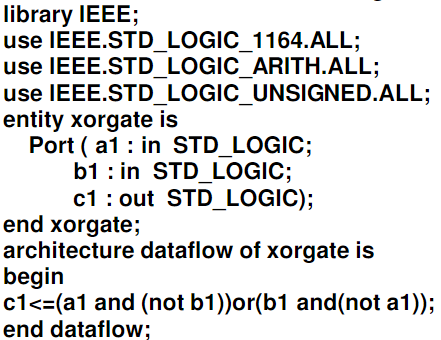 library IEEE;
use IEEE.STD_LOGIC_1164.ALL;
use IEEE.STD_LOGIC_ARITH.ALL;
use IEEE.STD_LOGIC_UNSIGNED.ALL;
entity xorgate is
Port ( a1 : in STD_LOGIC;
b1 : in STD_LOGIC;
c1 : out STD_LOGIC);
end xorgate;
architecture dataflow of xorgate is
begin
c1<=(a1 and (not b1))or(b1 and(not a1));
end dataflow;